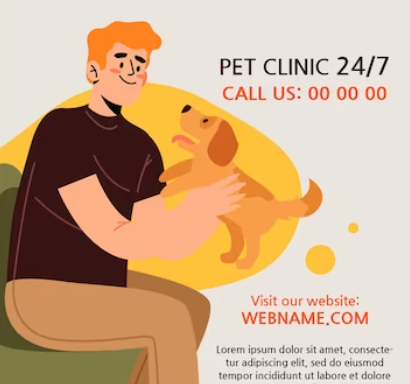 PET CLINIC 24/7
CALL US: 00 00 00
Visit our website:
WEBNAME.COM
Lorem ipsum dolor sit amet, consecte-
tur adipiscing elit, sed do eiusmod
tempor incididunt ut labore et dolore